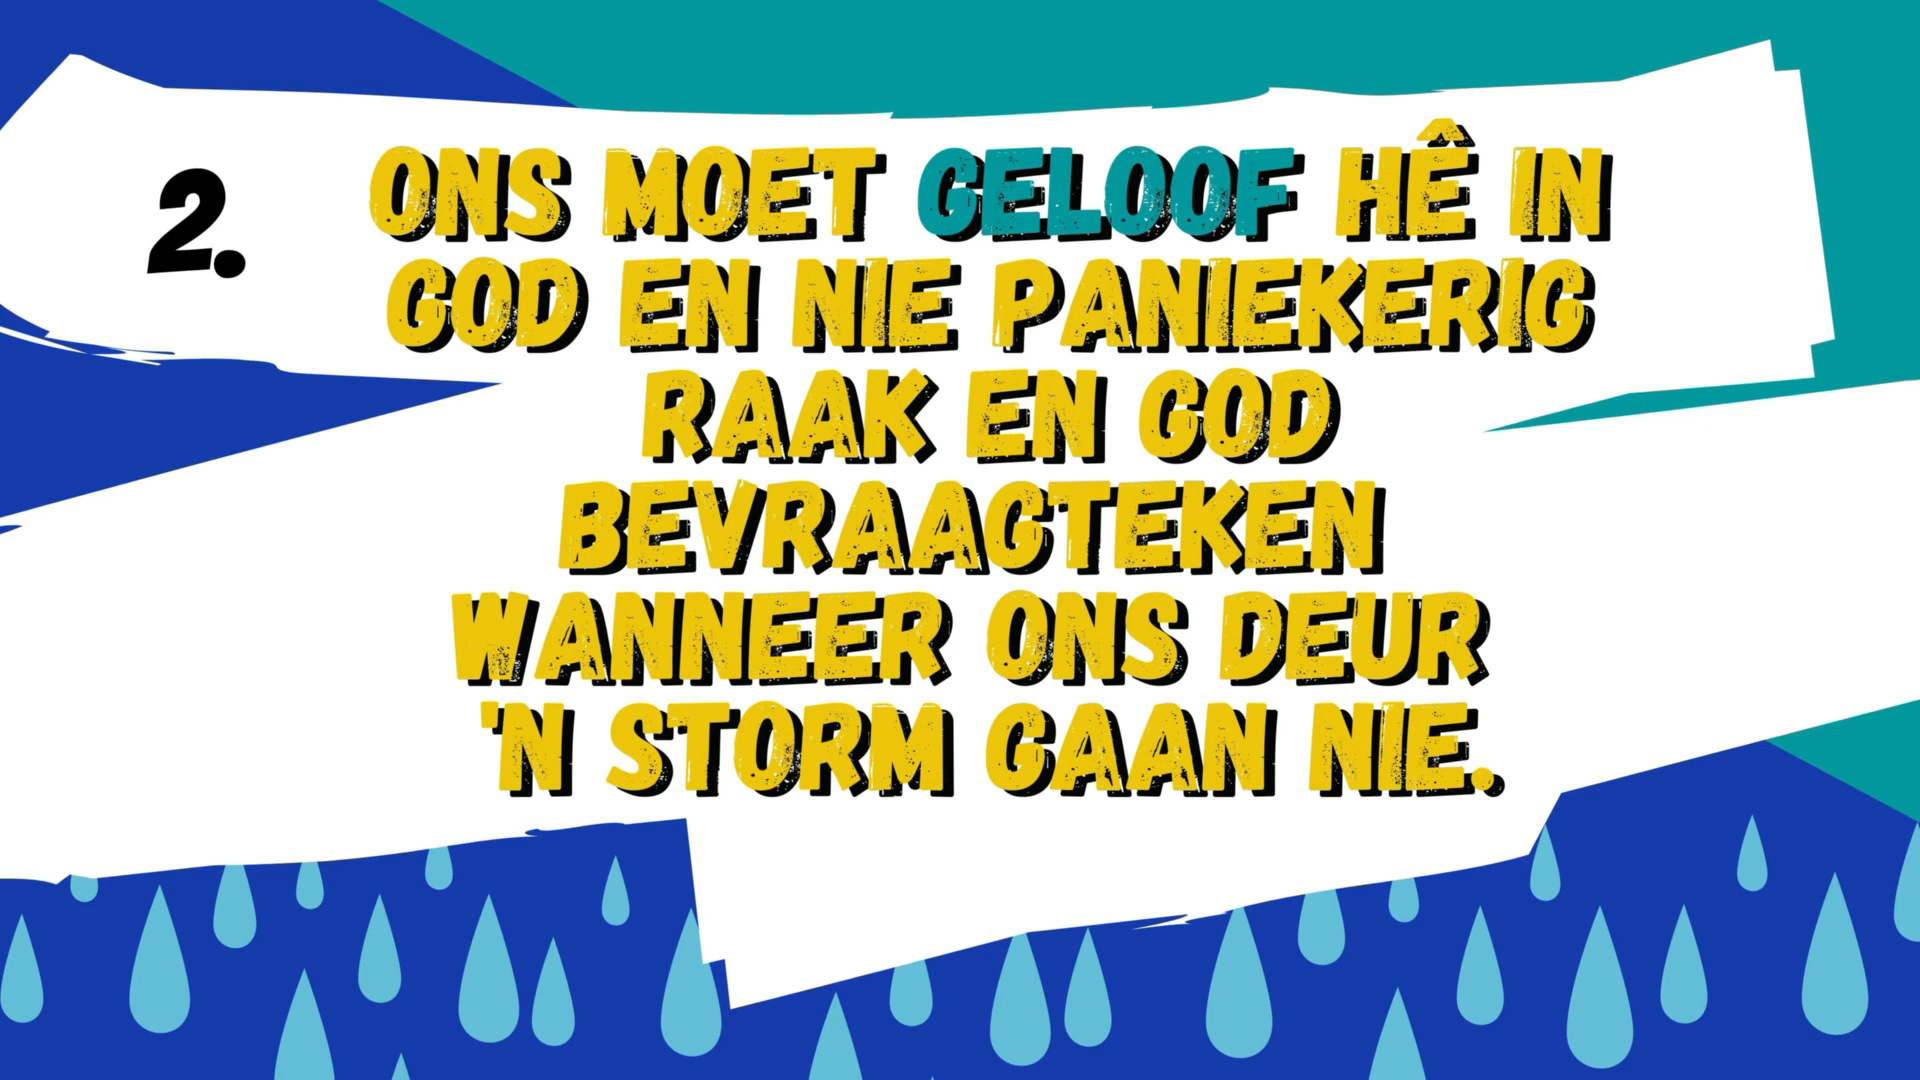 2. ONS MOET GELOOF HÊ IN
GOD EN NIE PANIEKERIG
RAAK EN GOD
BEVRAAGTEKEN
WANNEER ONS DEUR
'N STORM GAAN NIE.